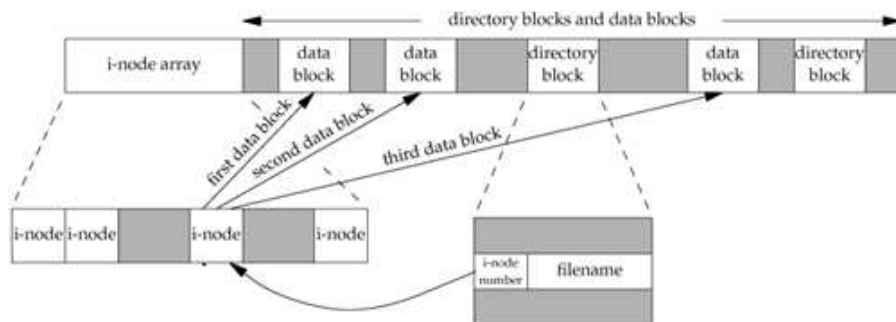 directory blocks and data blocks
i-node array
data
block
data
block
directory
block
data
block
directory
block
first data block
second data block
third data block
i-node
i-node
i-node
i-node
i-node
number
filename